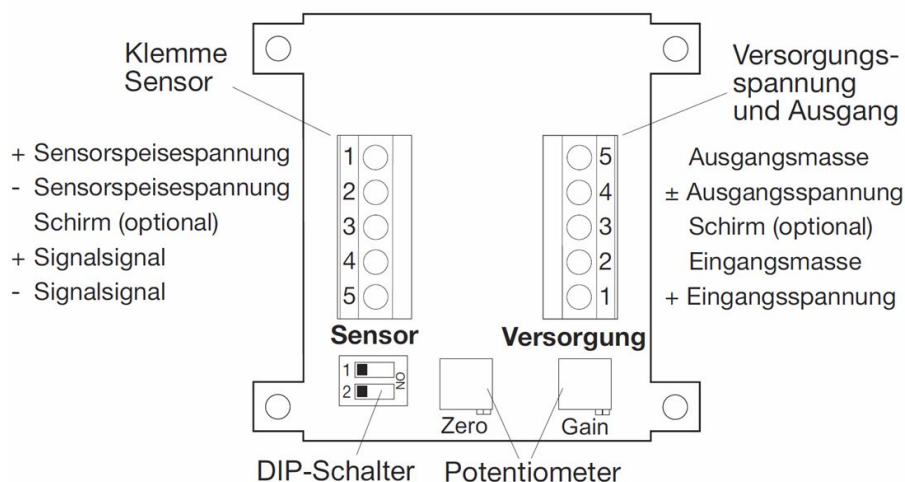 Klemme
Sensor
Versorgungs-
spannung
und Ausgang
+ Sensorspeisespannung
- Sensorspeisespannung
Schirm (optional)
+ Signalsignal
- Signalsignal
1
2
3
4
5
5
4
3
2
1
Ausgangsmasse
± Ausgangsspannung
Schirm (optional)
Eingangsmasse
+ Eingangsspannung
Sensor
Versorgung
1
2
NO
Zero
Gain
DIP-Schalter
Potentiometer